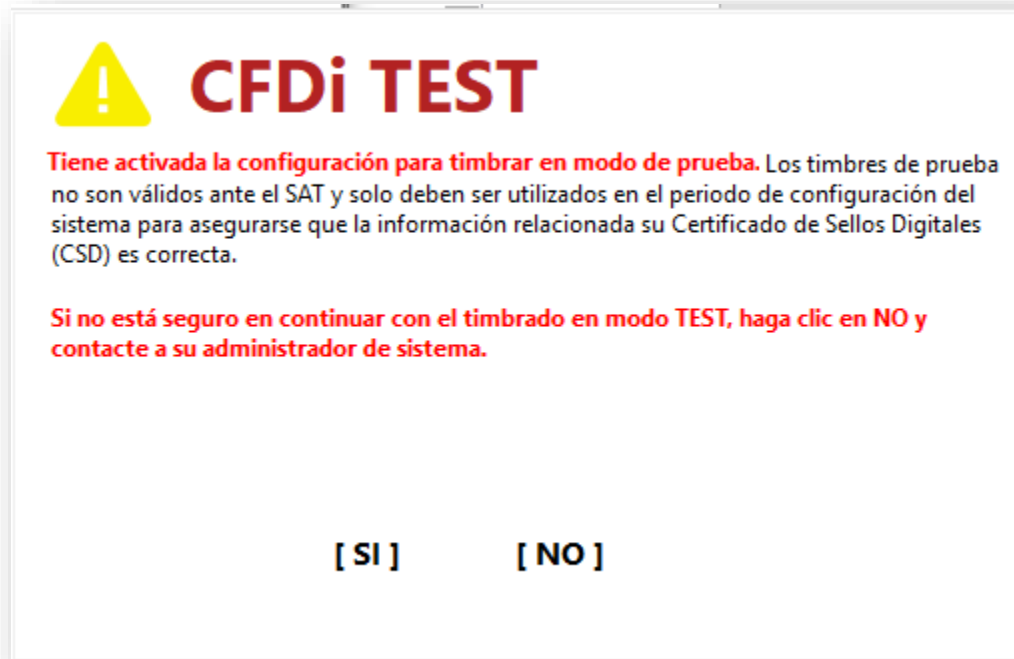 CFDi TEST
Tiene activada la configuración para timbrar en modo de prueba. Los timbres de prueba
no son válidos ante el SAT y solo deben ser utilizados en el periodo de configuración del
sistema para asegurarse que la información relacionada su Certificado de Sellos Digitales
(CSD) es correcta.
Si no está seguro en continuar con el timbrado en modo TEST, haga clic en NO y
contacte a su administrador de sistema.
[ SI ] [ NO ]